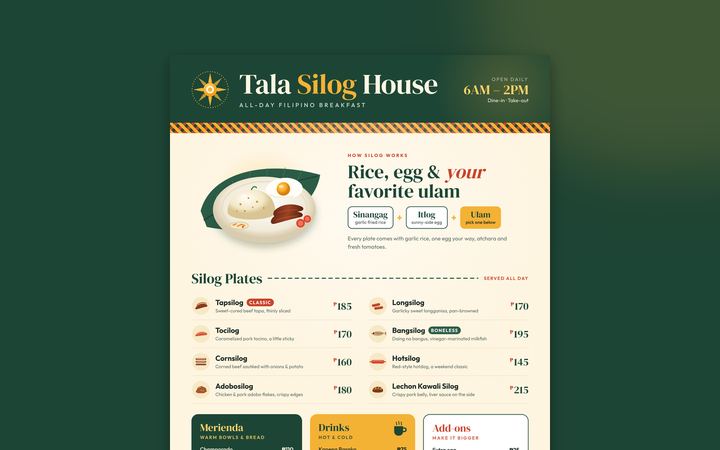 Tala Silog House
ALL-DAY FILIPINO BREAKFAST
OPEN DAILY
6AM – 2PM
Dine-in · Take-out
HOW SILOG WORKS
Rice, egg & your
favorite ulam
Sinangag
garlic fried rice
+
Itlog
sunny-side egg
+
Ulam
pick one below
Every plate comes with garlic rice, one egg your way, atchara and
fresh tomatoes.
Silog Plates
SERVED ALL DAY
Tapsilog CLASSIC ₱185
Sweet-cured beef tapa, thinly sliced
Longsilog ₱170
Garlicky sweet longganisa, pan-browned
Tocilog ₱170
Caramelized pork tocino, a little sticky
Bangsilog BONELESS ₱195
Daing na bangus, vinegar-marinated milkfish
Cornsilog ₱160
Corned beef sautéed with onions & potato
Hotsilog ₱145
Red-style hotdog, a weekend classic
Adobosilog ₱180
Chicken & pork adobo flakes, crispy edges
Lechon Kawali Silog ₱215
Crispy pork belly, liver sauce on the side
Merienda
WARM BOWLS & BREAD
Drinks
HOT & COLD
Add-ons
MAKE IT BIGGER